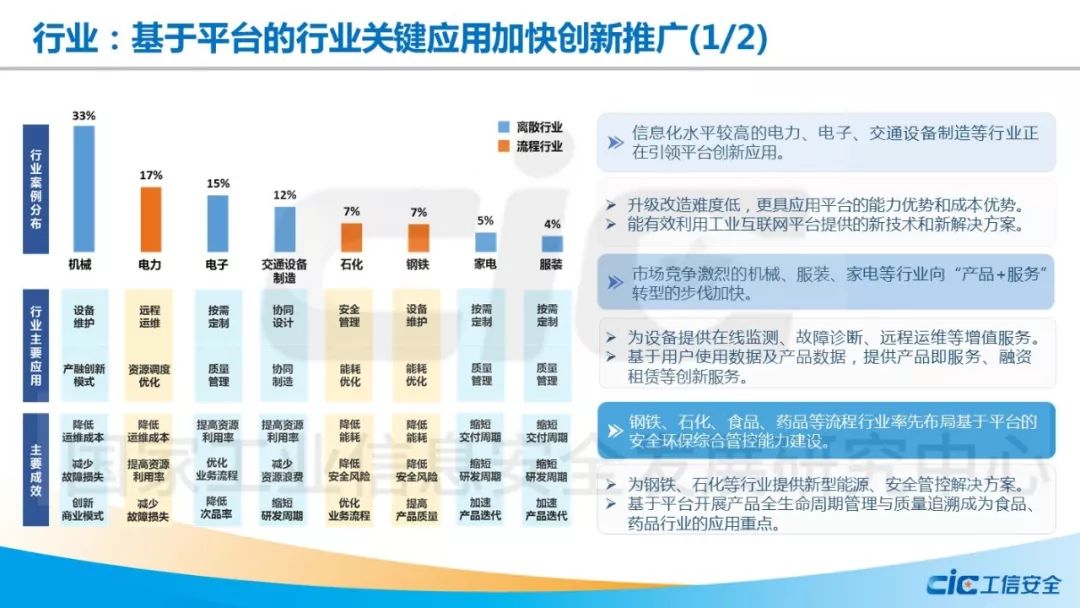 行业：基于平台的行业关键应用加快创新推广(1/2)
行业案例分布
33%
17%
15%
12%
7%
7%
5%
4%
离散行业
流程行业
机械
电力
电子
交通设备
制造
石化
钢铁
家电
服装
行业主要应用
设备
维护
远程
运维
按需
定制
协同
设计
安全
管理
设备
维护
按需
定制
按需
定制
产融创新
模式
资源调度
优化
质量
管理
协同
制造
能耗
优化
能耗
优化
质量
管理
质量
管理
主要成效
降低
运维成本
降低
运维成本
提高资源
利用率
提高资源
利用率
降低
能耗
降低
能耗
缩短
交付周期
缩短
交付周期
减少
故障损失
提高资源
利用率
优化
业务流程
减少
资源浪费
降低
安全风险
降低
安全风险
缩短
研发周期
缩短
研发周期
创新
商业模式
减少
故障损失
降低
次品率
缩短
研发周期
优化
业务流程
提高
产品质量
加速
产品迭代
加速
产品迭代
信息化水平较高的电力、电子、交通设备制造等行业正
在引领平台创新应用。
升级改造难度低，更具应用平台的能力优势和成本优势。
能有效利用工业互联网平台提供的新技术和新解决方案。
市场竞争激烈的机械、服装、家电等行业向“产品+服务”
转型的步伐加快。
为设备提供在线监测、故障诊断、远程运维等增值服务。
基于用户使用数据及产品数据，提供产品即服务、融资
租赁等创新服务。
钢铁、石化、食品、药品等流程行业率先布局基于平台的
安全环保综合管控能力建设。
为钢铁、石化等行业提供新型能源、安全管控解决方案。
基于平台开展产品全生命周期管理与质量追溯成为食品、
药品行业的应用重点。
CIC
国家工业信息安全发展研究中心
CIC工信安全